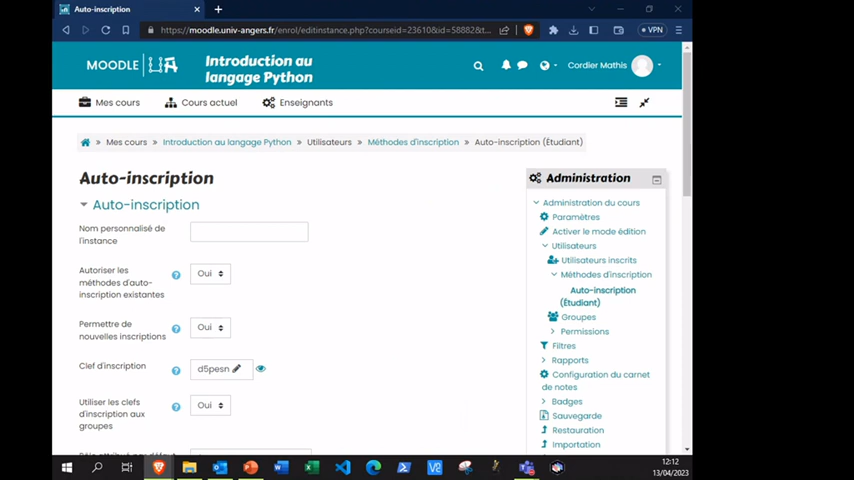 Auto-inscription
https://moodle.univ-angers.fr/enrol/editinstance.php?courseid=23610&id=58882&t...
VPN
MOODLE
Introduction au
langage Python
Cordier Mathis
Mes cours
Cours actuel
Enseignants
Mes cours » Introduction au langage Python » Utilisateurs » Méthodes d'inscription » Auto-inscription (Étudiant)
Auto-inscription
Auto-inscription
Nom personnalisé de
l'instance
Autoriser les
méthodes d'auto-
inscription existantes
Oui
Permettre de
nouvelles inscriptions
Oui
Clef d'inscription
d5pesn
Utiliser les clefs
d'inscription aux
groupes
Oui
Administration
Administration du cours
Paramètres
Activer le mode édition
Utilisateurs
Utilisateurs inscrits
Méthodes d'inscription
Auto-inscription
(Étudiant)
Groupes
Permissions
Filtres
Rapports
Configuration du carnet
de notes
Badges
Sauvegarde
Restauration
Importation
12:12
13/04/2023